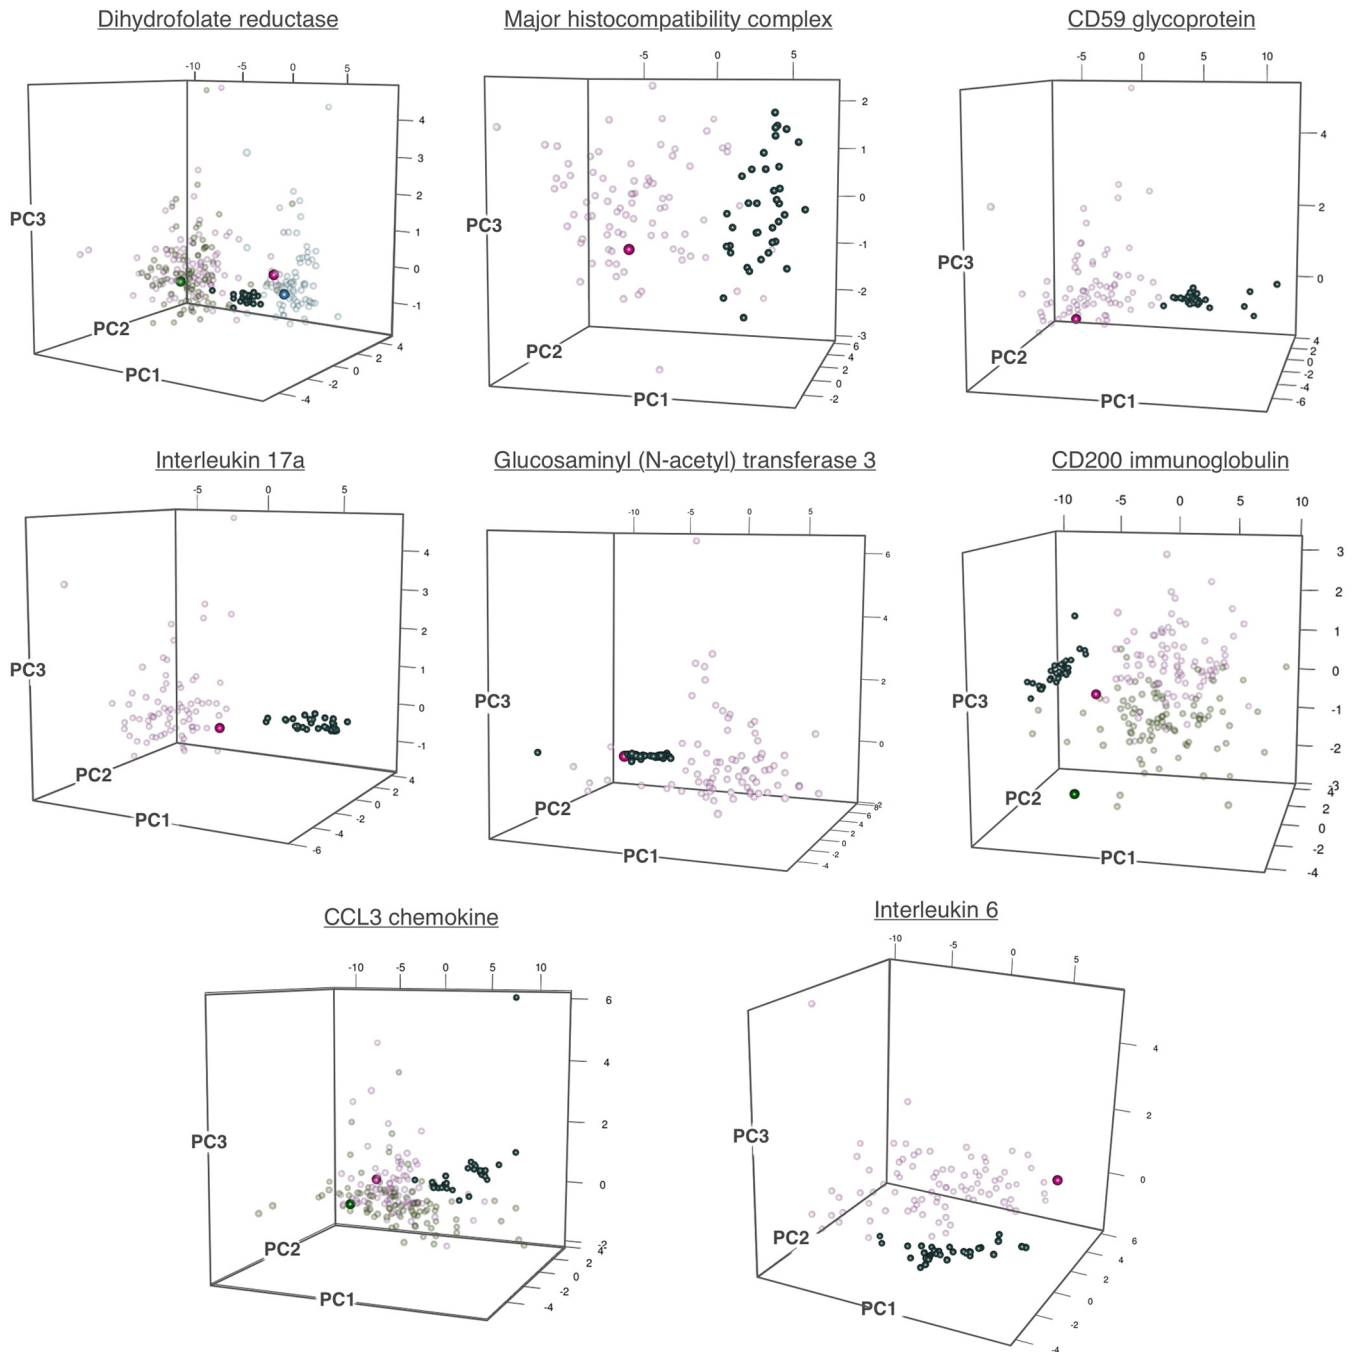 Dihydrofolate reductase
-10 -5 0 5
4
3
2
1
0
-1
PC3
PC2
PC1
4
2
0
-2
-4
Major histocompatibility complex
-5 0 5
2
1
0
-1
-2
-3
PC3
PC2
PC1
6
4
2
0
-2
CD59 glycoprotein
-5 0 5 10
4
2
0
PC3
PC2
PC1
4
2
0
-2
-4
-6
Interleukin 17a
-5 0 5
4
3
2
1
0
-1
PC3
PC2
PC1
4
2
0
-2
-4
-6
Glucosaminyl (N-acetyl) transferase 3
-10 -5 0 5
6
4
2
0
-2
PC3
PC2
PC1
8
6
4
2
0
-2
-4
CD200 immunoglobulin
-10 -5 0 5 10
3
2
1
0
-1
-2
-3
PC3
PC2
PC1
4
2
0
-2
-4
CCL3 chemokine
-10 -5 0 5 10
6
4
2
0
-2
PC3
PC2
PC1
4
2
0
-2
-4
Interleukin 6
-10 -5 0 5
4
2
0
PC3
PC2
PC1
6
4
2
0
-2
-4